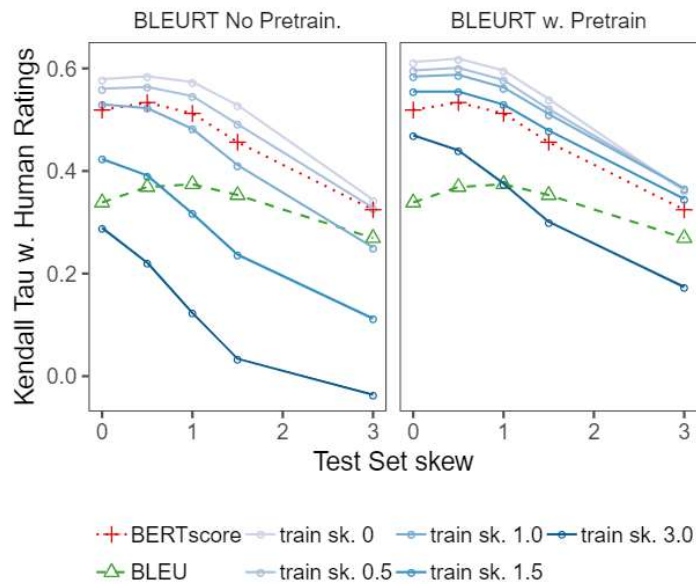 BLEURT No Pretrain. BLEURT w. Pretrain
Kendall Tau w. Human Ratings
0.6
0.4
0.2
0.0
0 1 2 3 0 1 2 3
Test Set skew
BERTscore train sk. 0 train sk. 1.0 train sk. 3.0
BLEU train sk. 0.5 train sk. 1.5